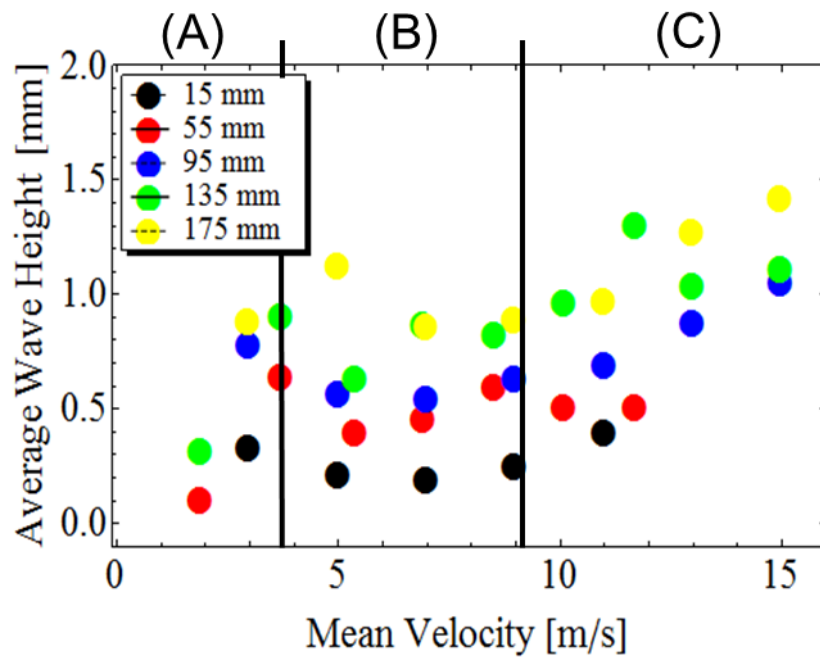 (A) (B) (C)
2.0
1.5
1.0
0.5
0.0
Average Wave Height [mm]
15 mm
55 mm
95 mm
135 mm
175 mm
0 5 10 15
Mean Velocity [m/s]